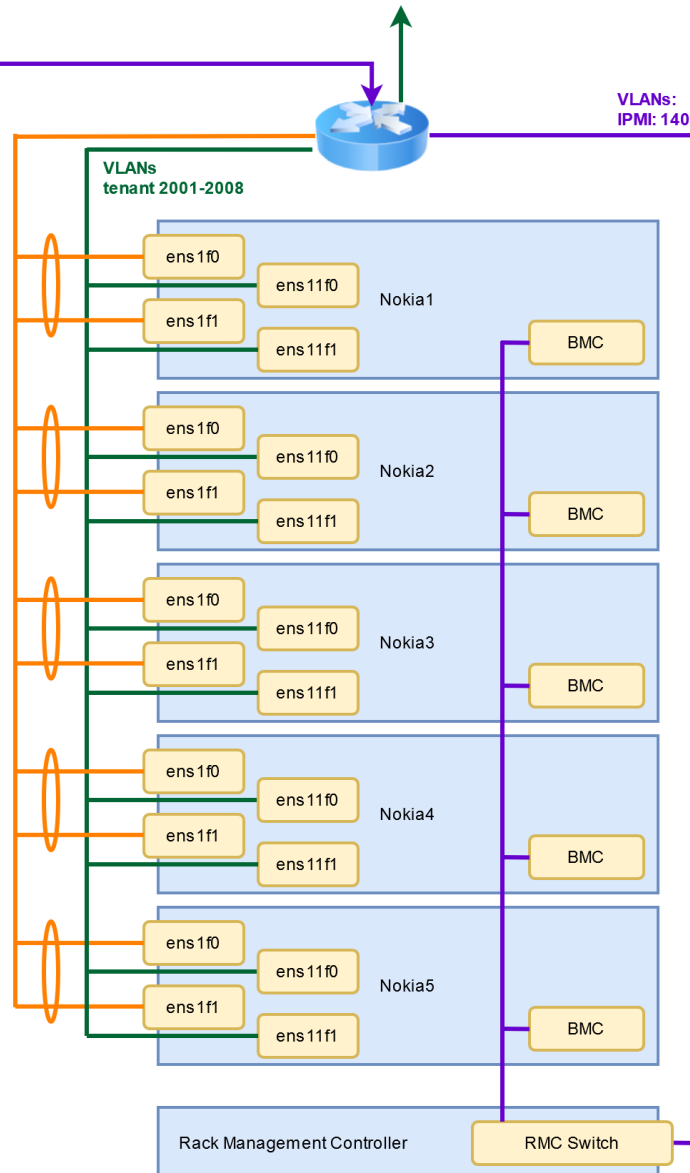 VLANs:
IPMI: 140
VLANs
tenant 2001-2008
ens1f0
ens11f0
Nokia1
ens1f1
BMC
ens11f1
ens1f0
ens11f0
Nokia2
ens1f1
BMC
ens11f1
ens1f0
ens11f0
Nokia3
ens1f1
BMC
ens11f1
ens1f0
ens11f0
Nokia4
ens1f1
BMC
ens11f1
ens1f0
ens11f0
Nokia5
ens1f1
BMC
ens11f1
Rack Management Controller
RMC Switch